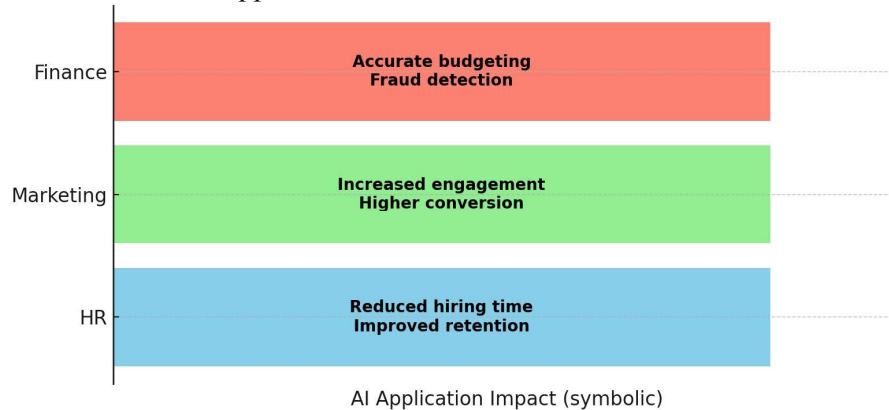 Finance
Accurate budgeting
Fraud detection
Marketing
Increased engagement
Higher conversion
HR
Reduced hiring time
Improved retention
AI Application Impact (symbolic)